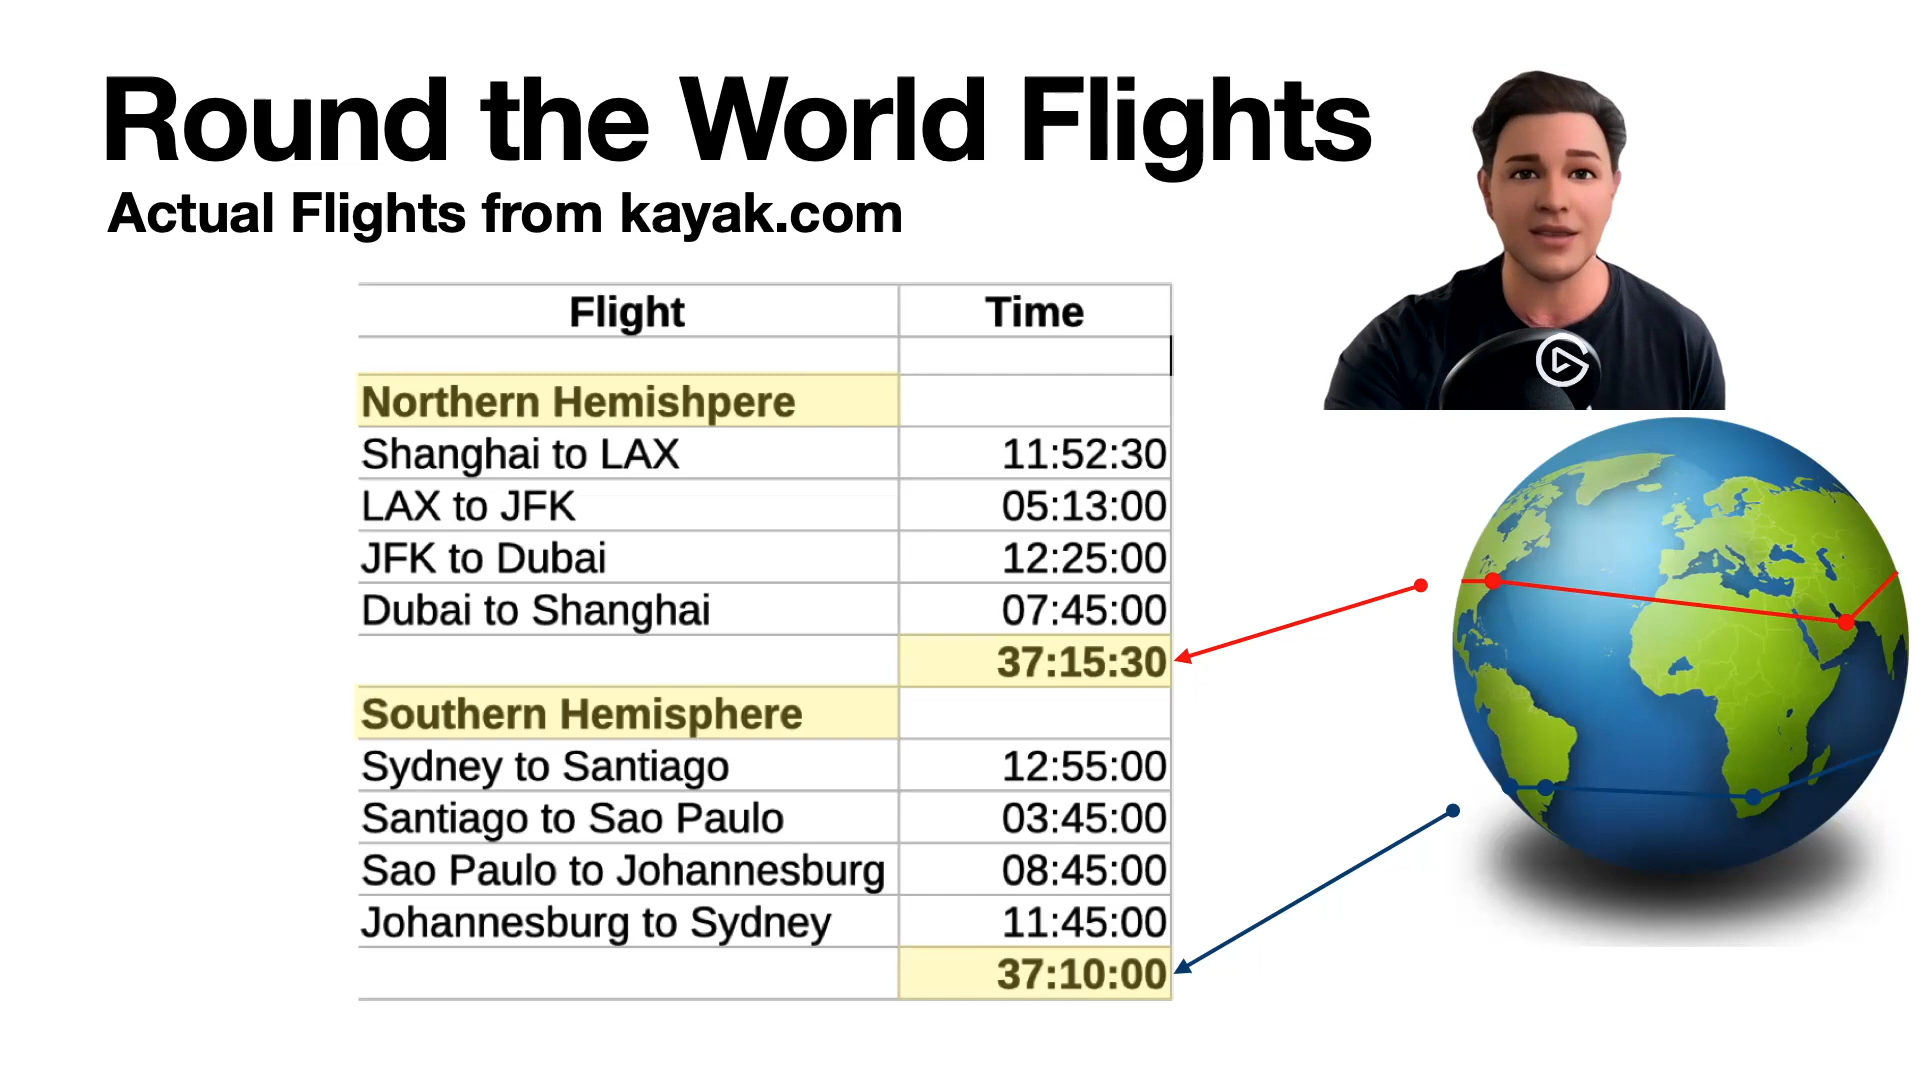 Round the World Flights
Actual Flights from kayak.com
Flight Time
Northern Hemishpere
Shanghai to LAX 11:52:30
LAX to JFK 05:13:00
JFK to Dubai 12:25:00
Dubai to Shanghai 07:45:00
37:15:30
Southern Hemisphere
Sydney to Santiago 12:55:00
Santiago to Sao Paulo 03:45:00
Sao Paulo to Johannesburg 08:45:00
Johannesburg to Sydney 11:45:00
37:10:00